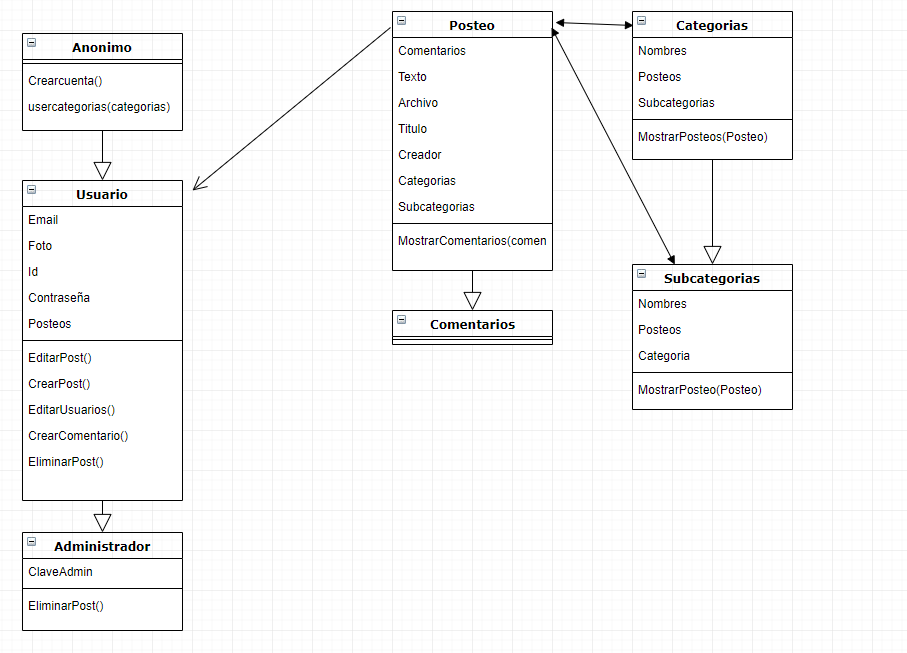 Anonimo
Crearcuenta()
usercategorias(categorias)
Usuario
Email
Foto
Id
Contraseña
Posteos
EditarPost()
CrearPost()
EditarUsuarios()
CrearComentario()
EliminarPost()
Administrador
ClaveAdmin
EliminarPost()
Posteo
Comentarios
Texto
Archivo
Titulo
Creador
Categorias
Subcategorias
MostrarComentarios(comen
Comentarios
Categorias
Nombres
Posteos
Subcategorias
MostrarPosteos(Posteo)
Subcategorias
Nombres
Posteos
Categoria
MostrarPosteo(Posteo)